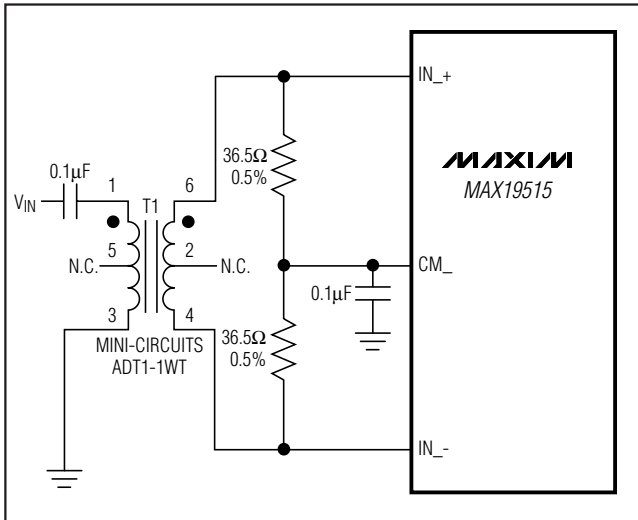 IN_+
36.5Ω
0.5%
MAXIM
MAX19515
0.1μF
1
6
VIN
T1
5
2
N.C.
N.C.
CM_
0.1μF
3
4
MINI-CIRCUITS
ADT1-1WT
36.5Ω
0.5%
IN_-